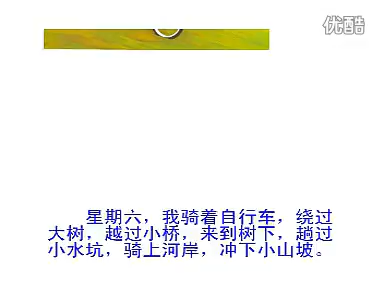 优酷
星期六，我骑着自行车，绕过
大树，越过小桥，来到树下，趟过
小水坑，骑上河岸，冲下小山坡。